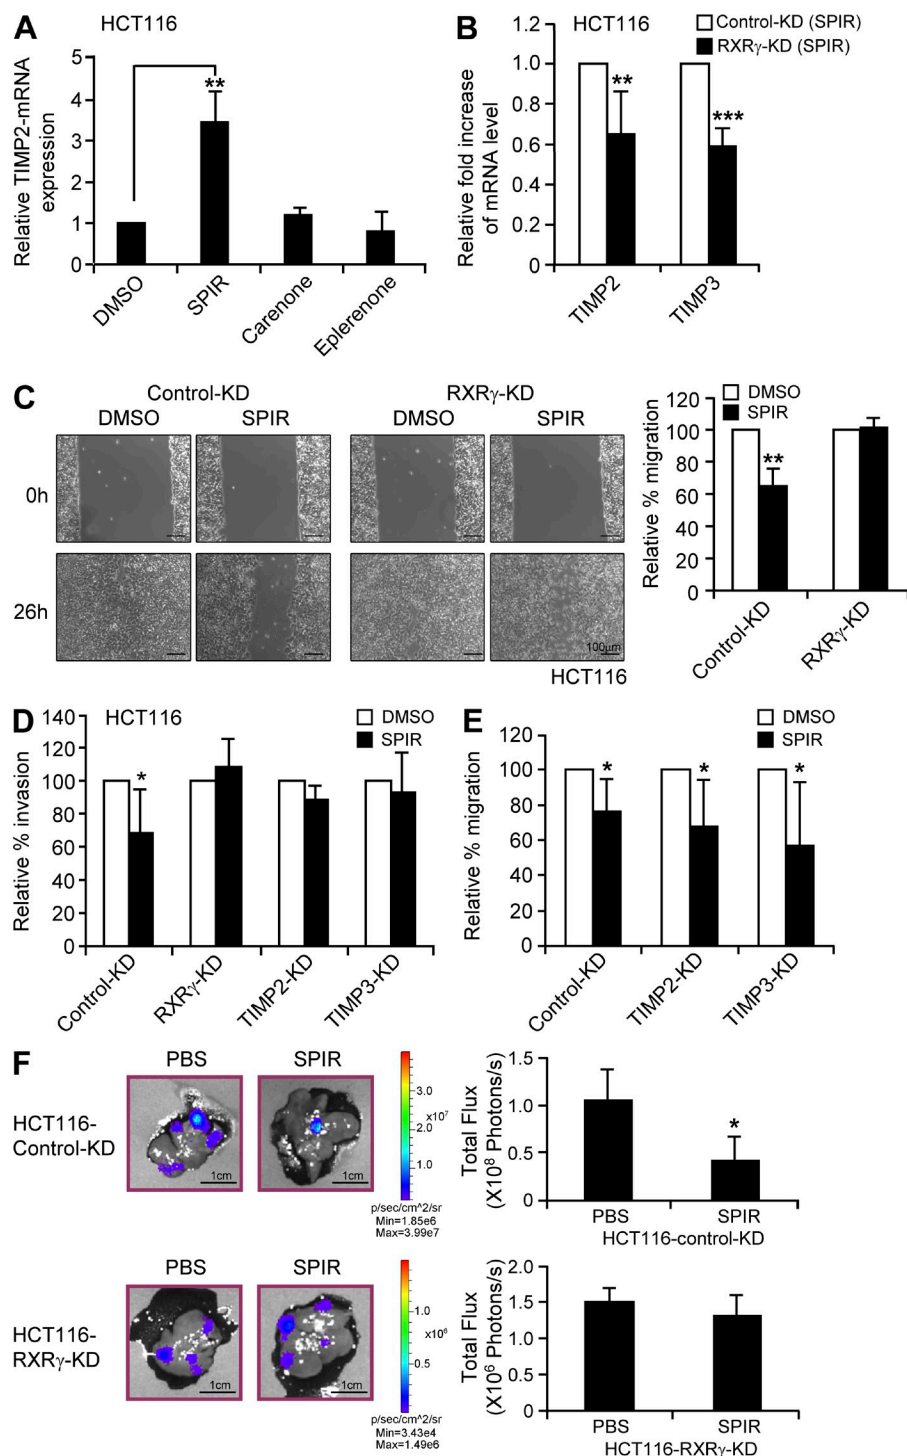 A
HCT116
Relative TIMP2-mRNA
expression
5
4
3
2
1
0
**
DMSO
SPIR
Carenone
Eplerenone
B
HCT116
Control-KD (SPIR)
RXRγ-KD (SPIR)
Relative fold increase
of mRNA level
1.2
1.0
0.8
0.6
0.4
0.2
0
**
***
TIMP2
TIMP3
C
Control-KD
RXRγ-KD
DMSO
SPIR
DMSO
SPIR
0h
26h
100µm
HCT116
DMSO
SPIR
Relative % migration
120
100
80
60
40
20
0
**
Control-KD
RXRγ-KD
D
HCT116
DMSO
SPIR
Relative % invasion
140
120
100
80
60
40
20
0
*
Control-KD
RXRγ-KD
TIMP2-KD
TIMP3-KD
E
DMSO
SPIR
Relative % migration
120
100
80
60
40
20
0
*
*
*
Control-KD
TIMP2-KD
TIMP3-KD
F
PBS
SPIR
HCT116-
Control-KD
1cm
1cm
3.0
x10⁷
2.0
1.0
p/sec/cm^2/sr
Min=1.85e6
Max=3.99e7
Total Flux
(X10⁸ Photons/s)
1.5
1.0
0.5
0
*
PBS
SPIR
HCT116-control-KD
PBS
SPIR
HCT116-
RXRγ-KD
1cm
1cm
1.0
x10⁶
0.5
p/sec/cm^2/sr
Min=3.43e4
Max=1.49e6
Total Flux
(X10⁶ Photons/s)
2.0
1.5
1.0
0.5
0
PBS
SPIR
HCT116-RXRγ-KD